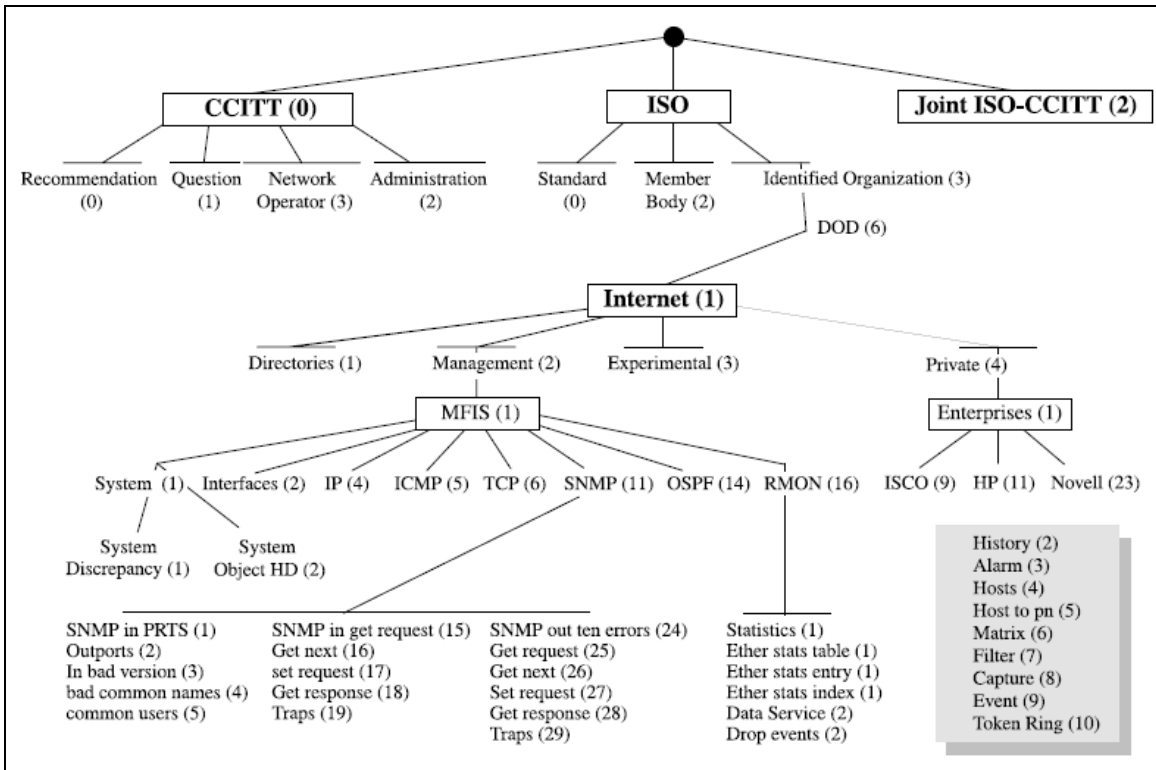 CCITT (0)
ISO
Joint ISO-CCITT (2)
Recommendation
(0)
Question
(1)
Network
Operator (3)
Administration
(2)
Standard
(0)
Member
Body (2)
Identified Organization (3)
DOD (6)
Internet (1)
Directories (1)
Management (2)
Experimental (3)
Private (4)
MFIS (1)
Enterprises (1)
System (1)
Interfaces (2)
IP (4)
ICMP (5)
TCP (6)
SNMP (11)
OSPF (14)
RMON (16)
ISCO (9)
HP (11)
Novell (23)
System
Discrepancy (1)
System
Object HD (2)
SNMP in PRTS (1)
Outports (2)
In bad version (3)
bad common names (4)
common users (5)
SNMP in get request (15)
Get next (16)
set request (17)
Get response (18)
Traps (19)
SNMP out ten errors (24)
Get request (25)
Get next (26)
Set request (27)
Get response (28)
Traps (29)
Statistics (1)
Ether stats table (1)
Ether stats entry (1)
Ether stats index (1)
Data Service (2)
Drop events (2)
History (2)
Alarm (3)
Hosts (4)
Host to pn (5)
Matrix (6)
Filter (7)
Capture (8)
Event (9)
Token Ring (10)